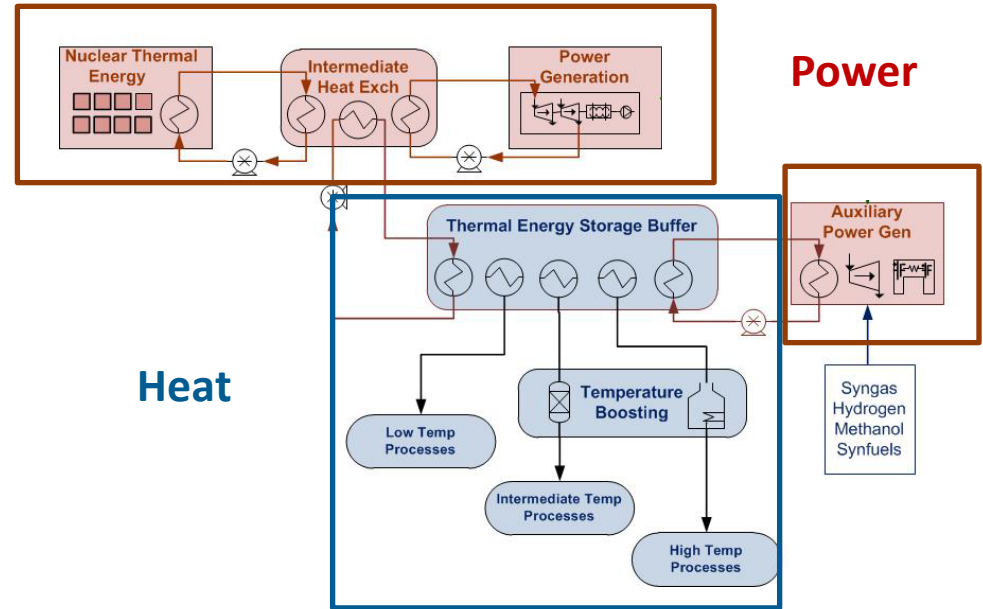 Nuclear Thermal
Energy
Intermediate
Heat Exch
Power
Generation
Power
Thermal Energy Storage Buffer
Auxiliary
Power Gen
Heat
Temperature
Boosting
Syngas
Hydrogen
Methanol
Synfuels
Low Temp
Processes
Intermediate Temp
Processes
High Temp
Processes